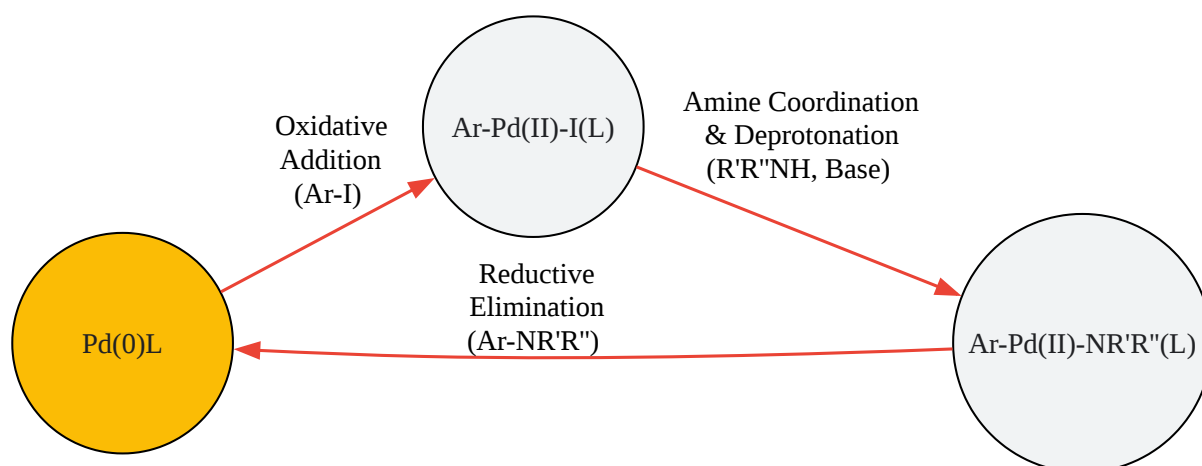 Ar-Pd(II)-I(L)
Oxidative
Addition
(Ar-I)
Amine Coordination
& Deprotonation
(R'R"NH, Base)
Reductive
Elimination
(Ar-NR'R")
Pd(0)L
Ar-Pd(II)-NR'R"(L)